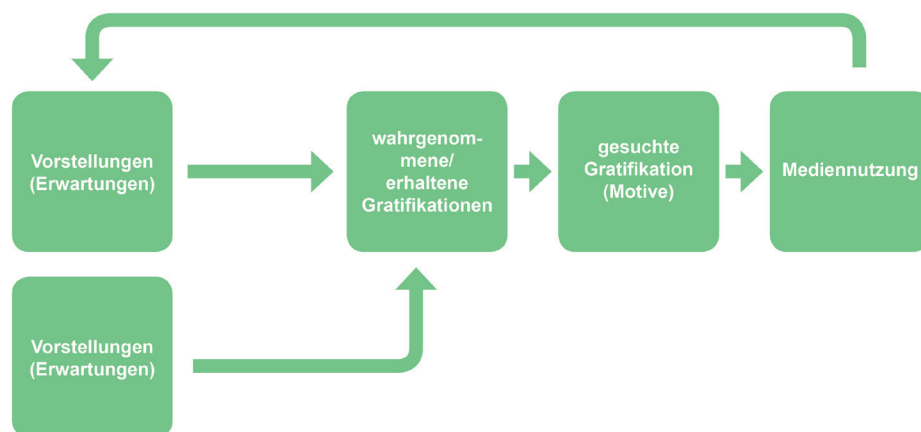 Vorstellungen
(Erwartungen)
wahrgenom-
mene/
erhaltene
Gratifikationen
gesuchte
Gratifikation
(Motive)
Mediennutzung
Vorstellungen
(Erwartungen)